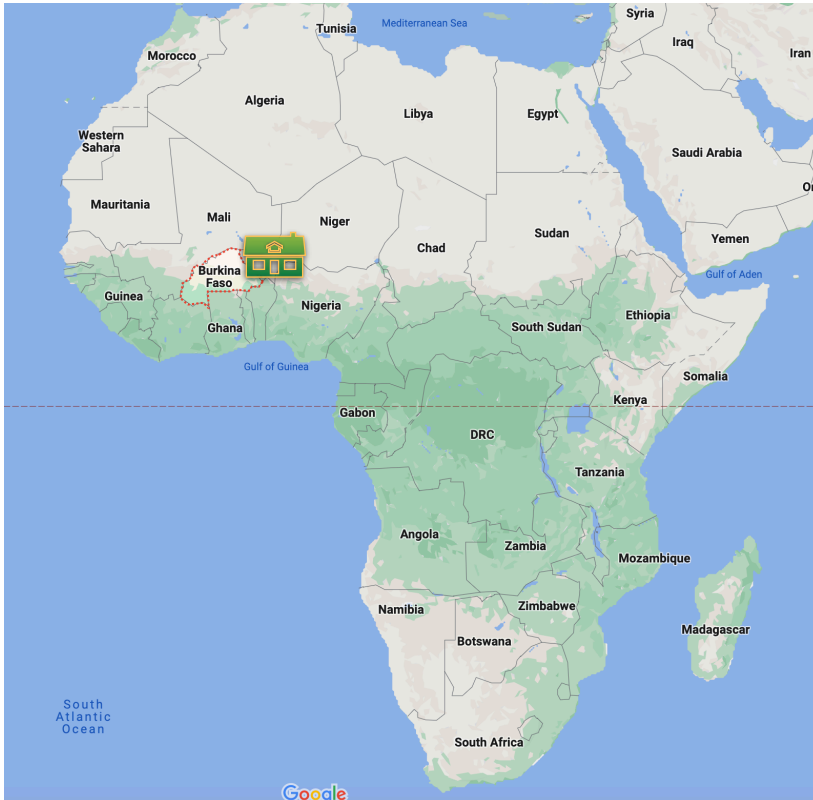 Syria
Mediterranean Sea
Tunisia
Iraq
Iran
Morocco
Algeria
Libya
Egypt
Western
Sahara
Saudi Arabia
O
Mauritania
Mali
Niger
Chad
Sudan
Yemen
Burkina
Faso
Gulf of Aden
Guinea
Nigeria
Ghana
South Sudan
Ethiopia
Gulf of Guinea
Somalia
Kenya
Gabon
DRC
Tanzania
Angola
Zambia
Mozambique
Namibia
Zimbabwe
Madagascar
Botswana
South
Atlantic
Ocean
South Africa
Google